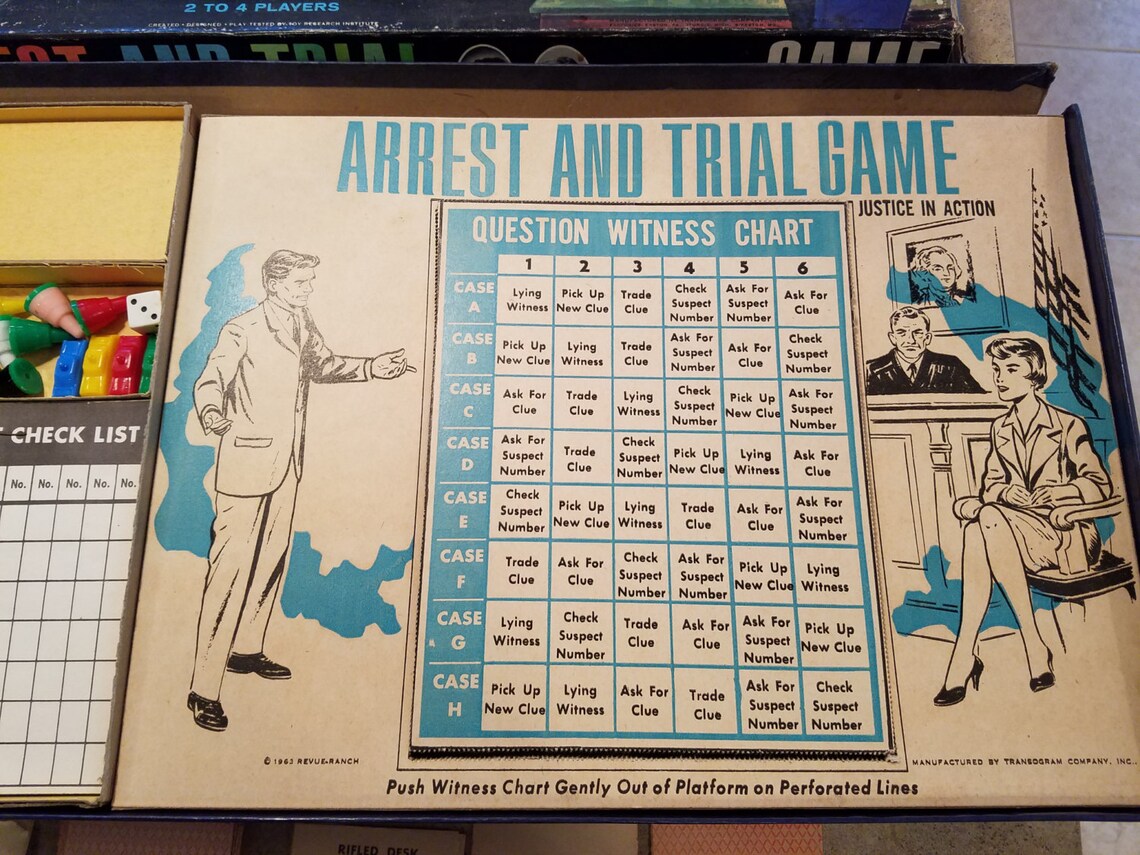 2 TO 4 PLAYERS
CREATED • DESIGNED • PLAY TESTED BY NOY RESEARCH INSTITUTE
AND TRIAL GAME
ARREST AND TRIAL GAME
JUSTICE IN ACTION
QUESTION WITNESS CHART
1 2 3 4 5 6
CASE A Lying Witness Pick Up New Clue Trade Clue Check Suspect Number Ask For Suspect Number Ask For Clue
CASE B Pick Up New Clue Lying Witness Trade Clue Ask For Suspect Number Ask For Clue Check Suspect Number
CASE C Ask For Clue Trade Clue Lying Witness Check Suspect Number Pick Up New Clue Ask For Suspect Number
CASE D Ask For Suspect Number Trade Clue Check Suspect Number Pick Up New Clue Lying Witness Ask For Clue
CASE E Check Suspect Number Pick Up New Clue Lying Witness Trade Clue Ask For Clue Ask For Suspect Number
CASE F Trade Clue Ask For Clue Check Suspect Number Ask For Suspect Number Pick Up New Clue Lying Witness
CASE G Lying Witness Check Suspect Number Trade Clue Ask For Clue Ask For Suspect Number Pick Up New Clue
CASE H Pick Up New Clue Lying Witness Ask For Clue Trade Clue Ask For Suspect Number Check Suspect Number
CHECK LIST
No. No. No. No. No.
© 1963 REVUE-RANCH
MANUFACTURED BY TRANSOGRAM COMPANY, INC.
Push Witness Chart Gently Out of Platform on Perforated Lines
RIFLED DESK